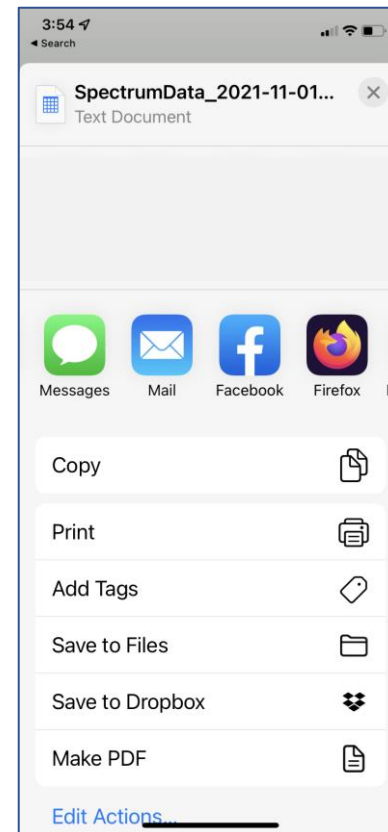 3:54
◀ Search
SpectrumData_2021-11-01...
Text Document
Messages Mail Facebook Firefox
Copy
Print
Add Tags
Save to Files
Save to Dropbox
Make PDF
Edit Actions...